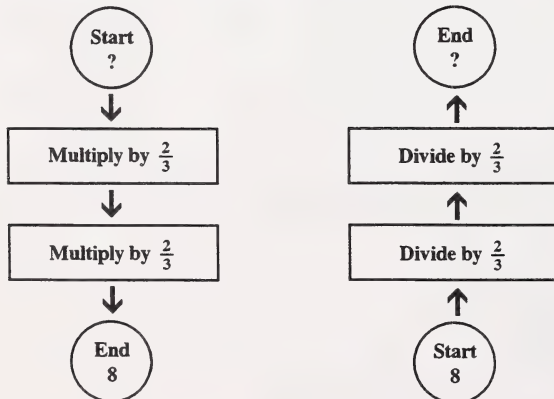 Start
?
Multiply by 2/3
Multiply by 2/3
End
8
End
?
Divide by 2/3
Divide by 2/3
Start
8